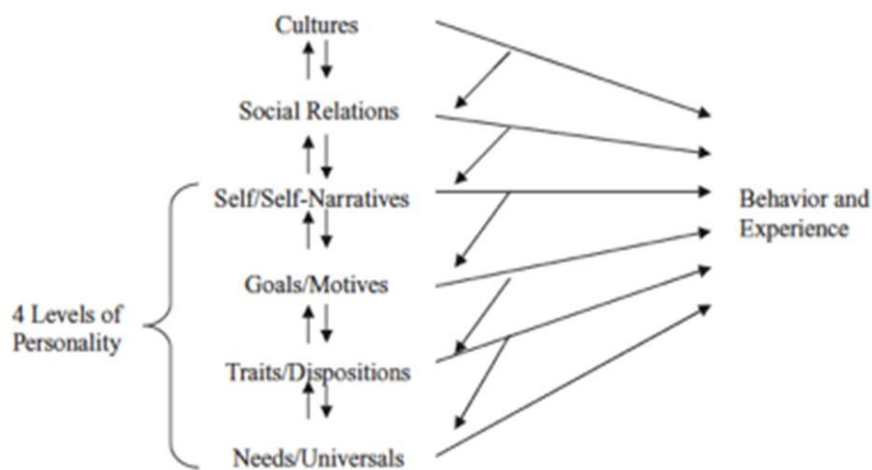 Cultures
Social Relations
Self/Self-Narratives
Behavior and
Experience
Goals/Motives
4 Levels of
Personality
Traits/Dispositions
Needs/Universals